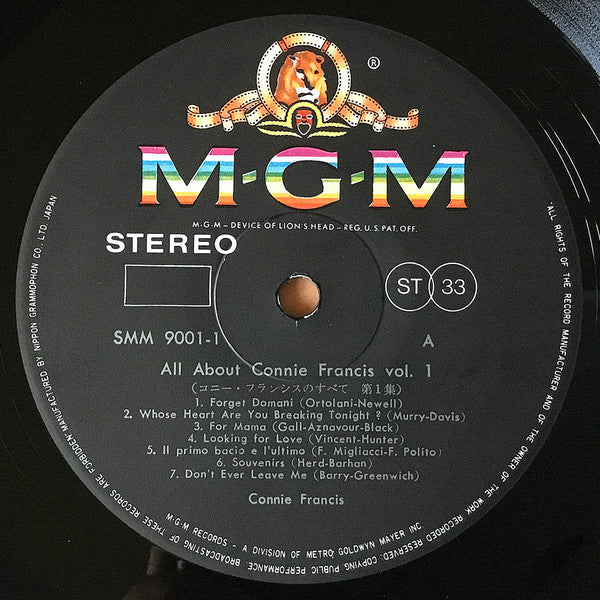 ®
M-G-M
M-G-M — DEVICE OF LION'S HEAD — REG. U.S. PAT. OFF.
STEREO
ST 33
SMM 9001-1
A
All About Connie Francis vol. 1
(コニー・フランシスのすべて 第1集)
1. Forget Domani (Ortolani-Newell)
2. Whose Heart Are You Breaking Tonight ? (Murry-Davis)
3. For Mama (Gall-Aznavour-Black)
4. Looking for Love (Vincent-Hunter)
5. Il primo bacio e l'ultimo (F. Migliacci-F. Polito)
6. Souvenirs (Herd-Barhan)
7. Don't Ever Leave Me (Barry-Greenwich)
Connie Francis
M-G-M RECORDS - A DIVISION OF METRO GOLDWYN MAYER INC
ALL RIGHTS OF THE RECORD MANUFACTURER AND OF THE OWNER OF THE WORK RECORDED RESERVED. COPYING, PUBLIC PERFORMANCE, BROADCASTING OF THESE RECORDS ARE FORBIDDEN · MANUFACTURED BY NIPPON GRAMMOPHON CO., LTD JAPAN